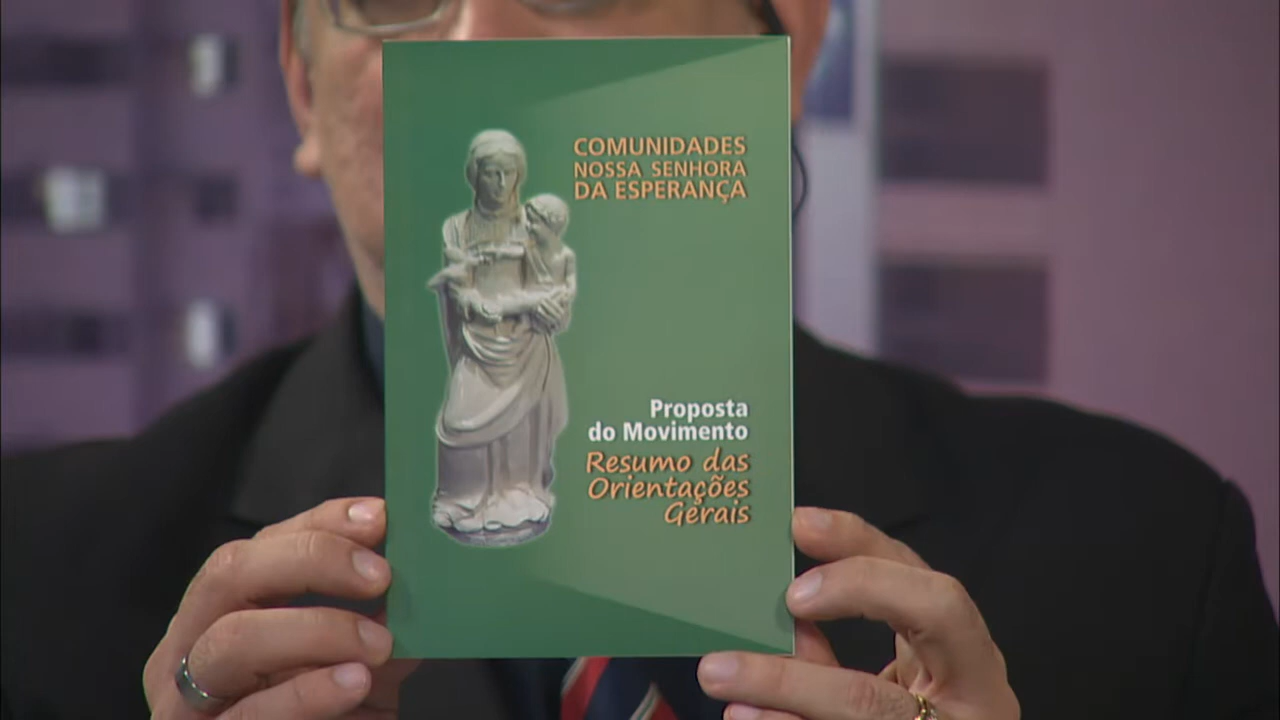 COMUNIDADES
NOSSA SENHORA
DA ESPERANÇA
Proposta
do Movimento
Resumo das
Orientações
Gerais